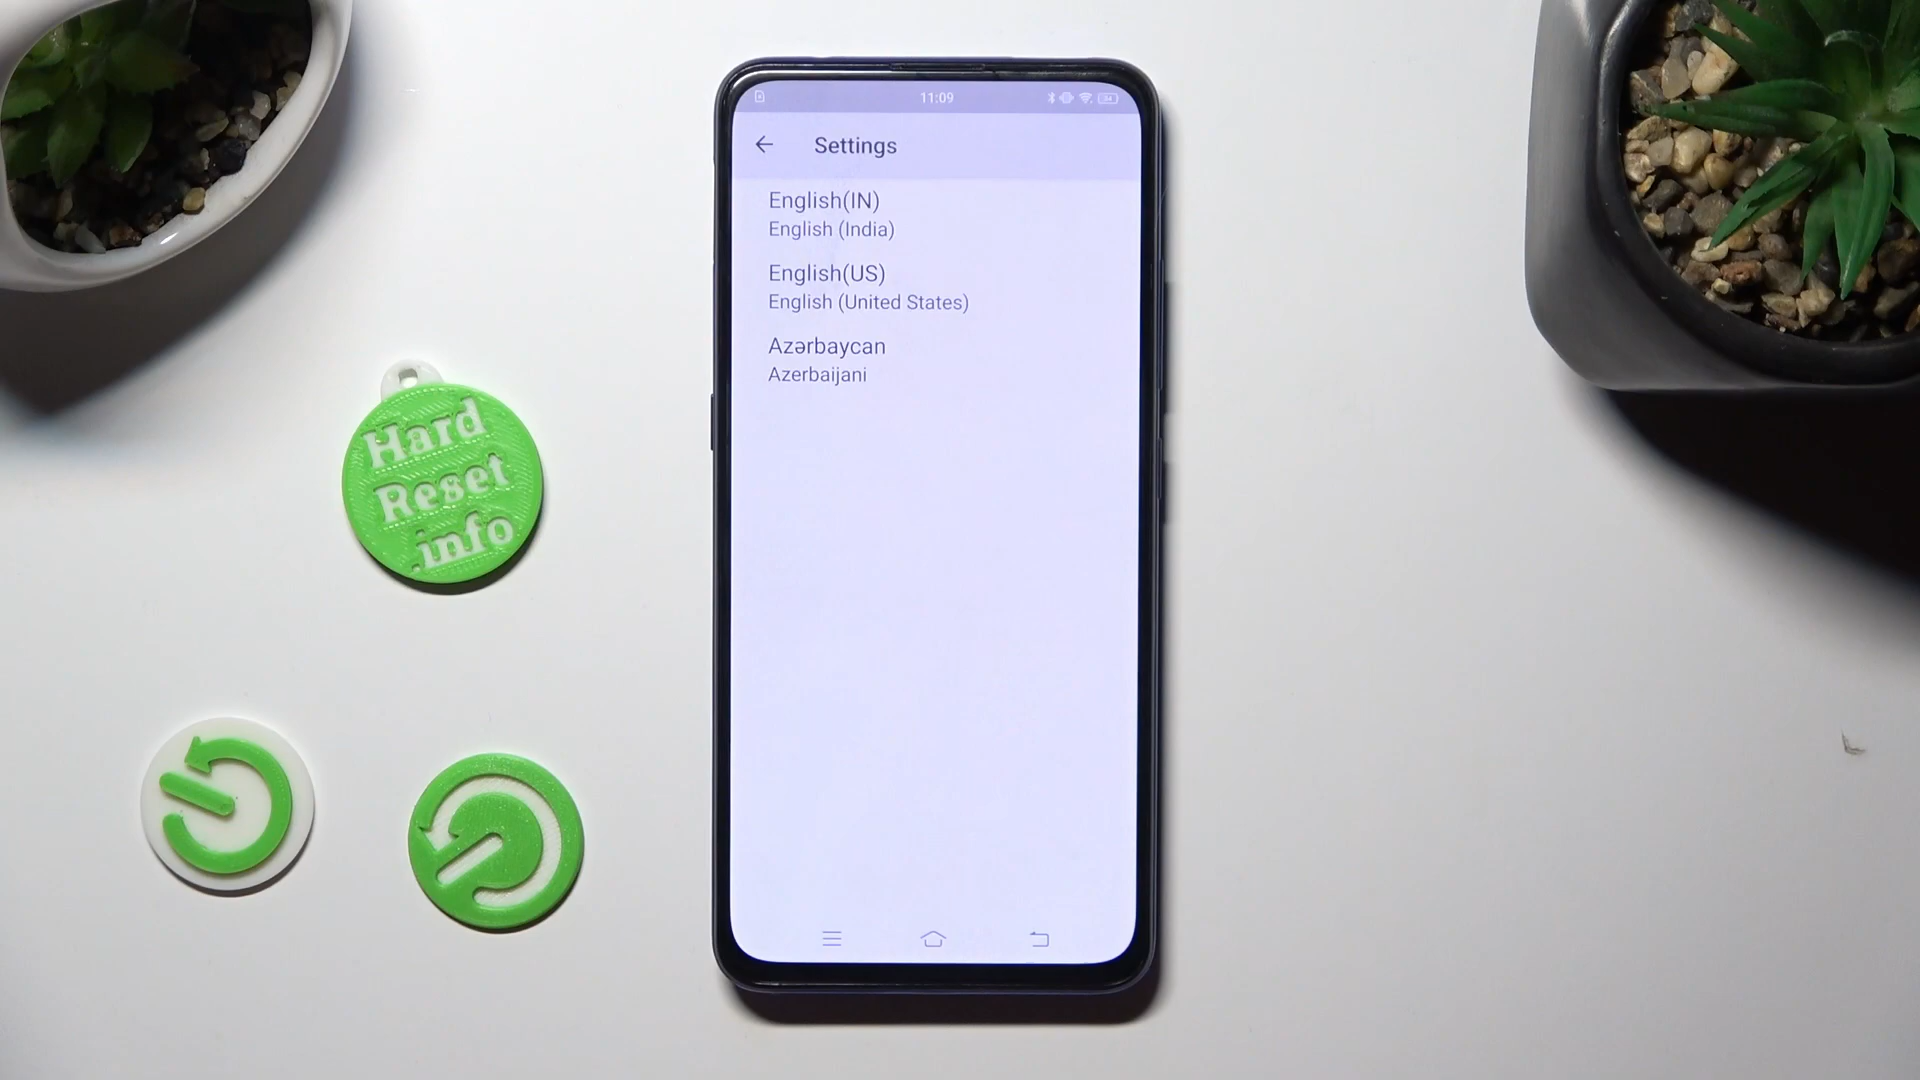 11:09
Settings
English(IN)
English (India)
English(US)
English (United States)
Azərbaycan
Azerbaijani
Hard
Reset
.info